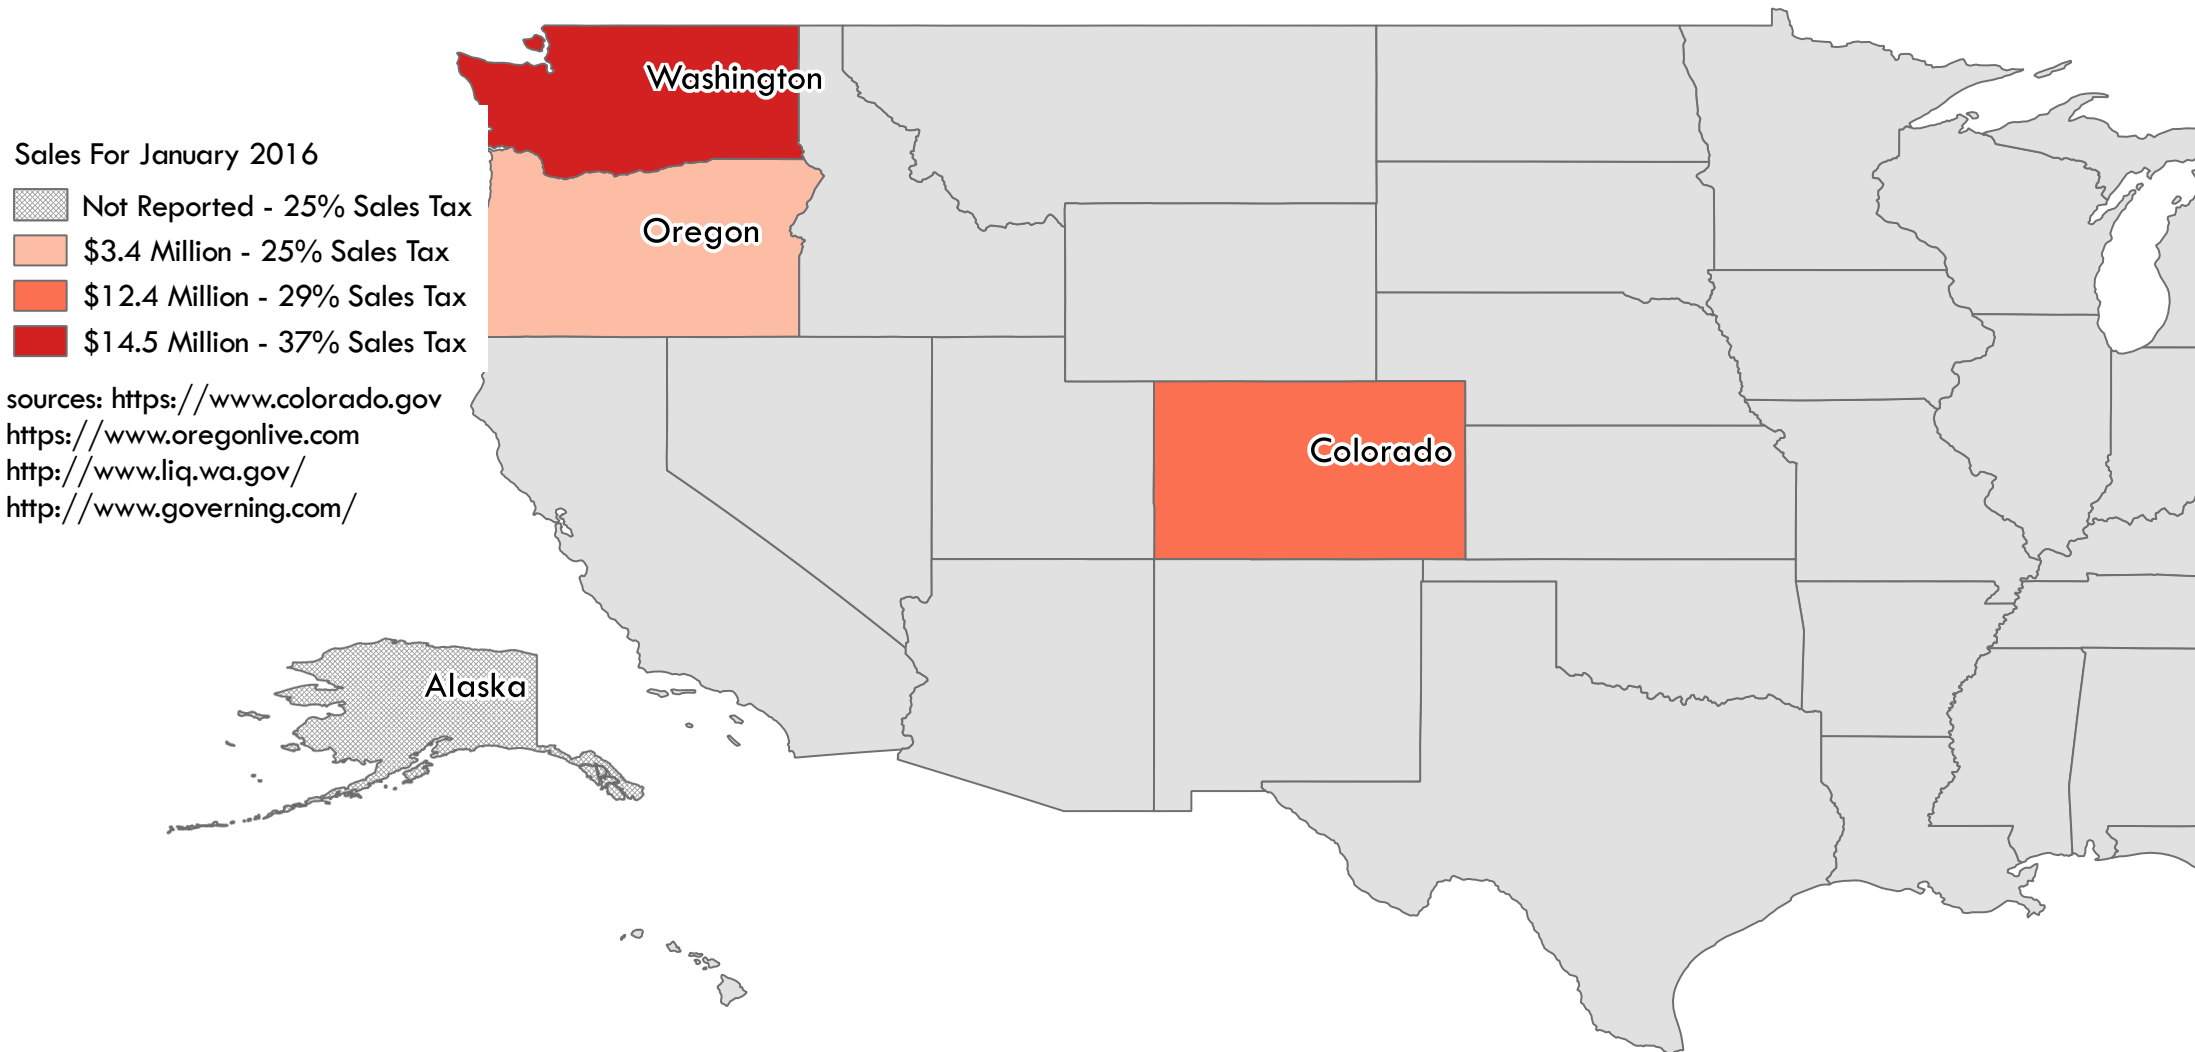 Washington
Sales For January 2016
Not Reported - 25% Sales Tax
Oregon
$3.4 Million - 25% Sales Tax
$12.4 Million - 29% Sales Tax
$14.5 Million - 37% Sales Tax
sources: https://www.colorado.gov
https://www.oregonlive.com
http://www.liq.wa.gov/
http://www.governing.com/
Colorado
Alaska